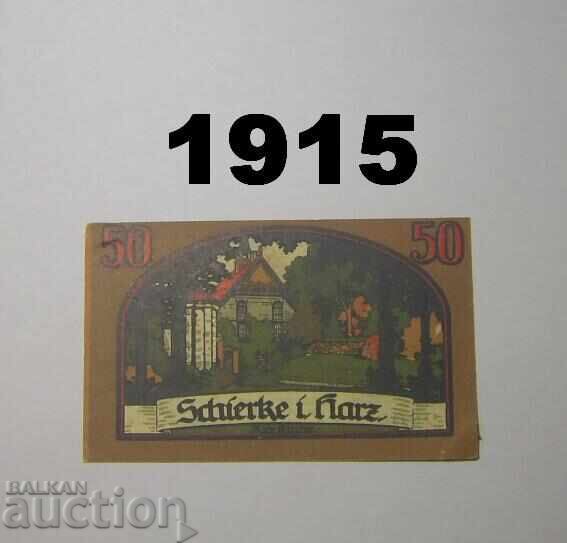 1915
50 50
Schierke i. Harz.
BALKAN
auction